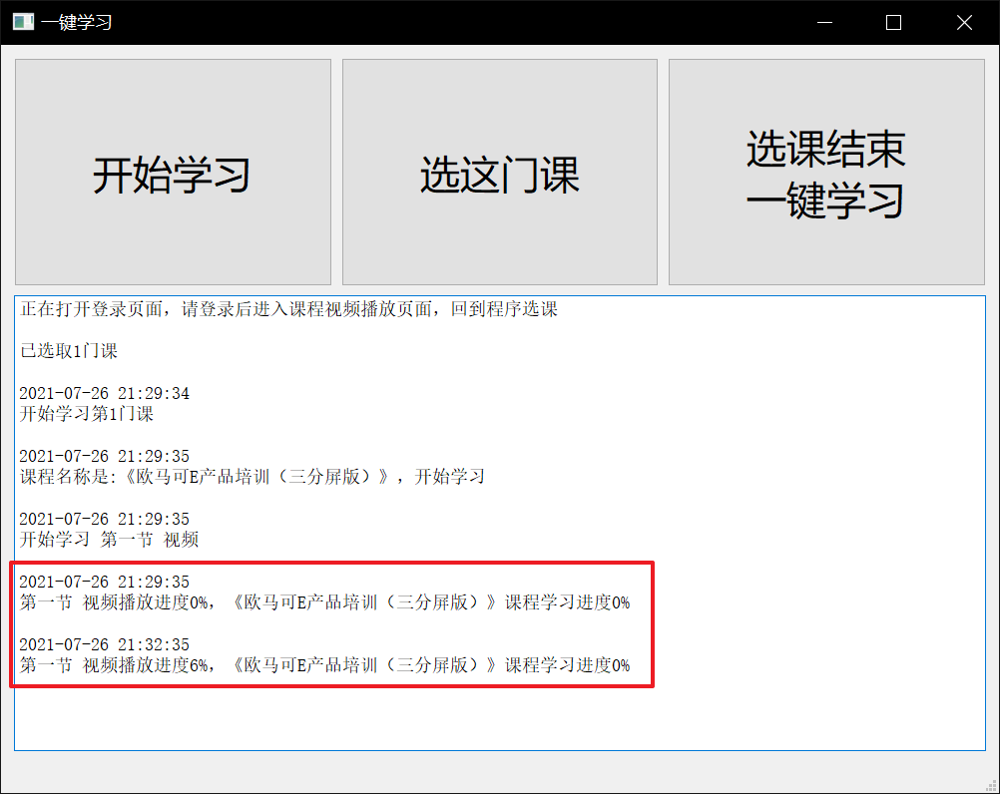 一键学习
开始学习
选这门课
选课结束
一键学习
正在打开登录页面，请登录后进入课程视频播放页面，回到程序选课
已选取1门课
2021-07-26 21:29:34
开始学习第1门课
2021-07-26 21:29:35
课程名称是:《欧马可E产品培训（三分屏版）》，开始学习
2021-07-26 21:29:35
开始学习 第一节 视频
2021-07-26 21:29:35
第一节 视频播放进度0%，《欧马可E产品培训（三分屏版）》课程学习进度0%
2021-07-26 21:32:35
第一节 视频播放进度6%，《欧马可E产品培训（三分屏版）》课程学习进度0%